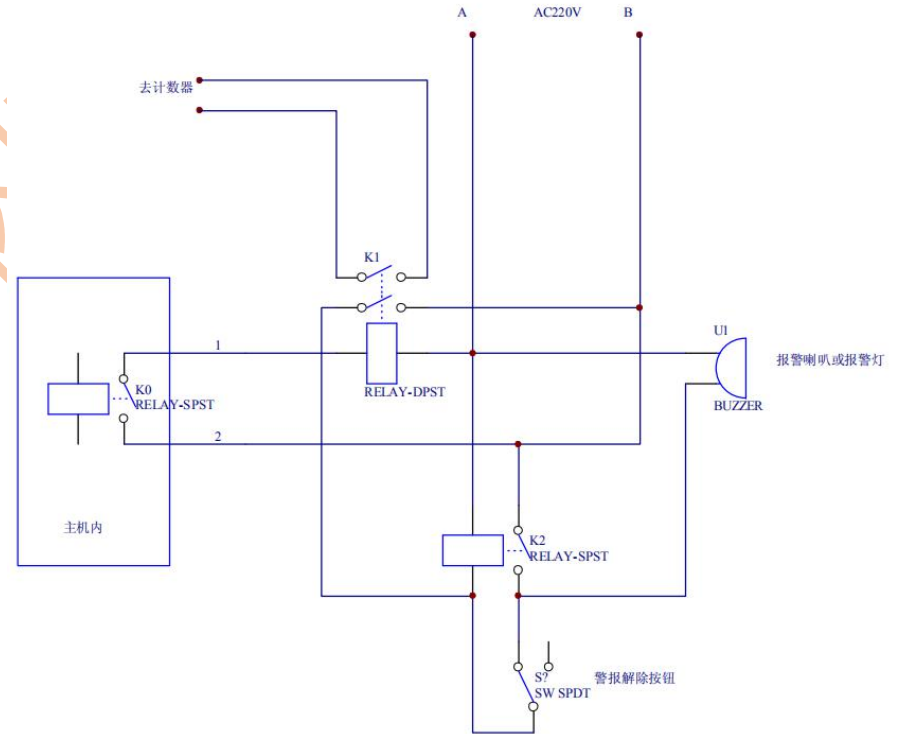 A AC220V B
去计数器
K1
U1
1
报警喇叭或报警灯
K0
RELAY-DPST
RELAY-SPST
BUZZER
2
主机内
K2
RELAY-SPST
S?
警报解除按钮
SW SPDT